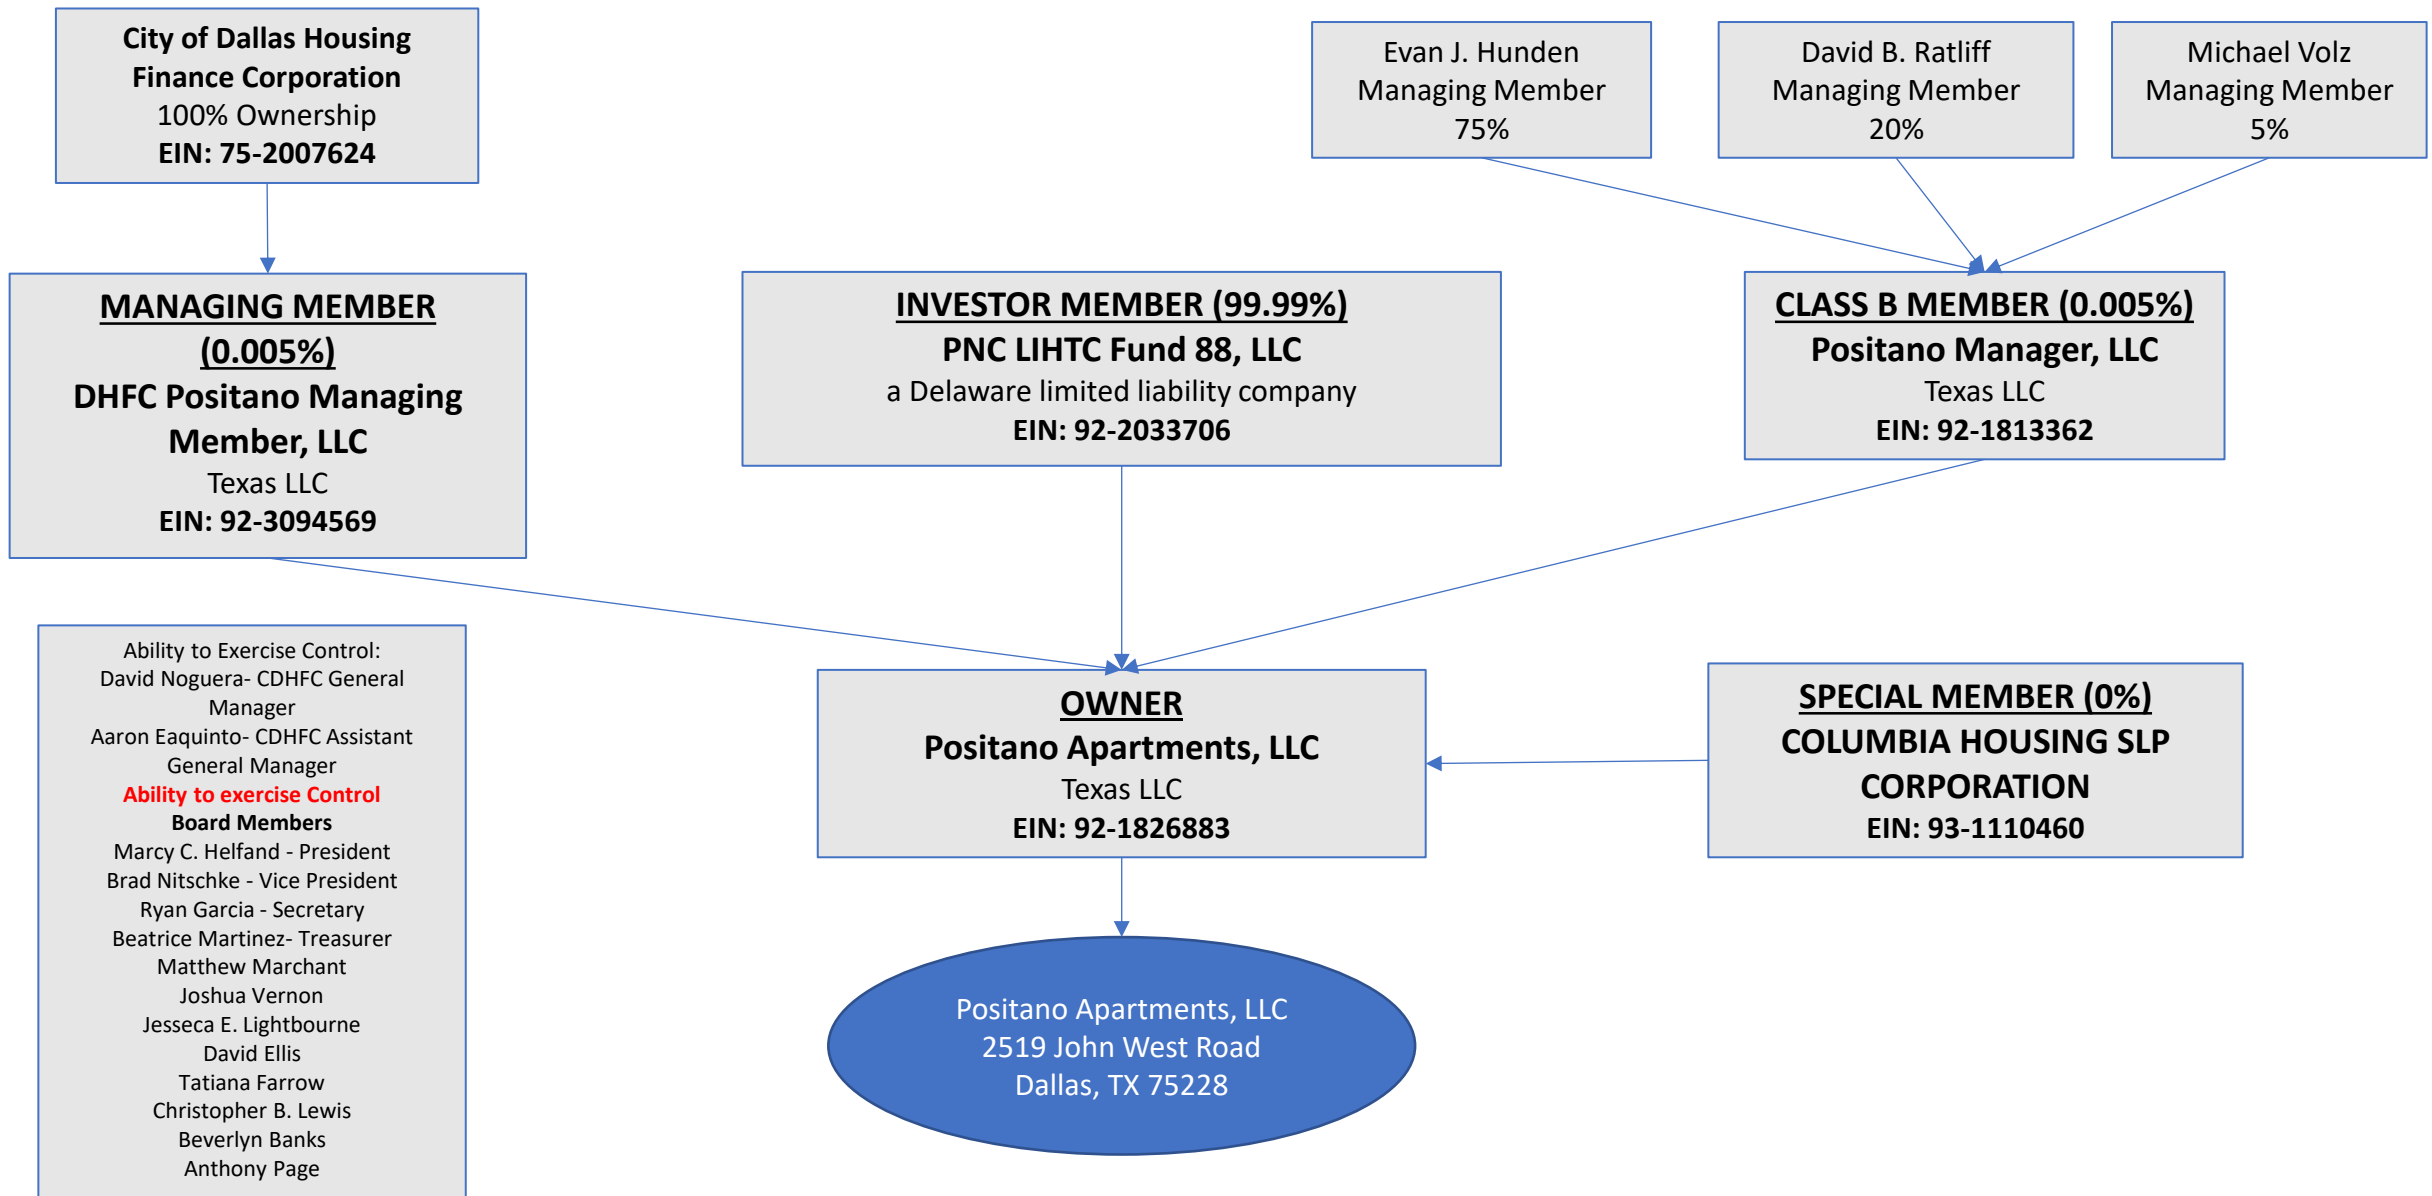 City of Dallas Housing
Finance Corporation
100% Ownership
EIN: 75-2007624
Evan J. Hunden
Managing Member
75%
David B. Ratliff
Managing Member
20%
Michael Volz
Managing Member
5%
MANAGING MEMBER
(0.005%)
DHFC Positano Managing
Member, LLC
Texas LLC
EIN: 92-3094569
INVESTOR MEMBER (99.99%)
PNC LIHTC Fund 88, LLC
a Delaware limited liability company
EIN: 92-2033706
CLASS B MEMBER (0.005%)
Positano Manager, LLC
Texas LLC
EIN: 92-1813362
Ability to Exercise Control:
David Noguera- CDHFC General
Manager
Aaron Eaquinto- CDHFC Assistant
General Manager
Ability to exercise Control
Board Members
Marcy C. Helfand - President
Brad Nitschke - Vice President
Ryan Garcia - Secretary
Beatrice Martinez- Treasurer
Matthew Marchant
Joshua Vernon
Jesseca E. Lightbourne
David Ellis
Tatiana Farrow
Christopher B. Lewis
Beverlyn Banks
Anthony Page
OWNER
Positano Apartments, LLC
Texas LLC
EIN: 92-1826883
SPECIAL MEMBER (0%)
COLUMBIA HOUSING SLP
CORPORATION
EIN: 93-1110460
Positano Apartments, LLC
2519 John West Road
Dallas, TX 75228